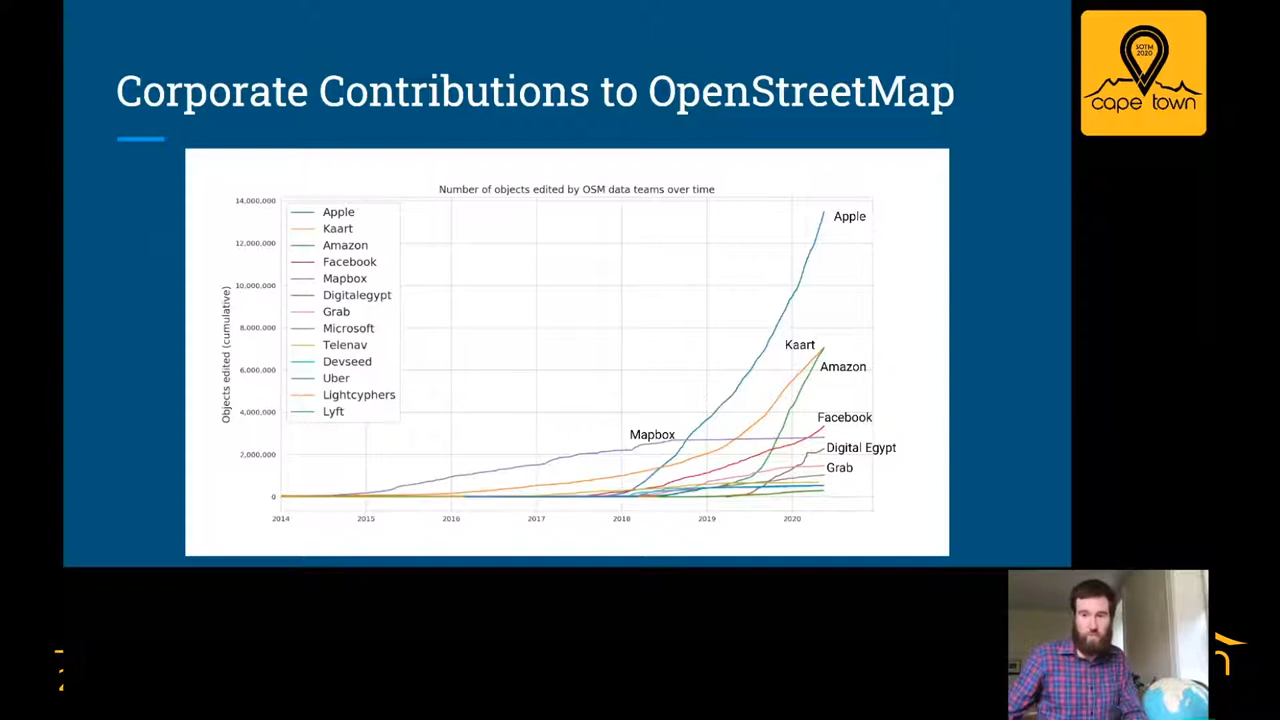 Corporate Contributions to OpenStreetMap
SOTM
2020
cape town
Number of objects edited by OSM data teams over time
14,000,000
12,000,000
10,000,000
8,000,000
6,000,000
4,000,000
2,000,000
0
Objects edited (cumulative)
Apple
Kaart
Amazon
Facebook
Mapbox
Digitalegypt
Grab
Microsoft
Telenav
Devseed
Uber
Lightcyphers
Lyft
Apple
Kaart
Amazon
Facebook
Mapbox
Digital Egypt
Grab
2014 2015 2016 2017 2018 2019 2020